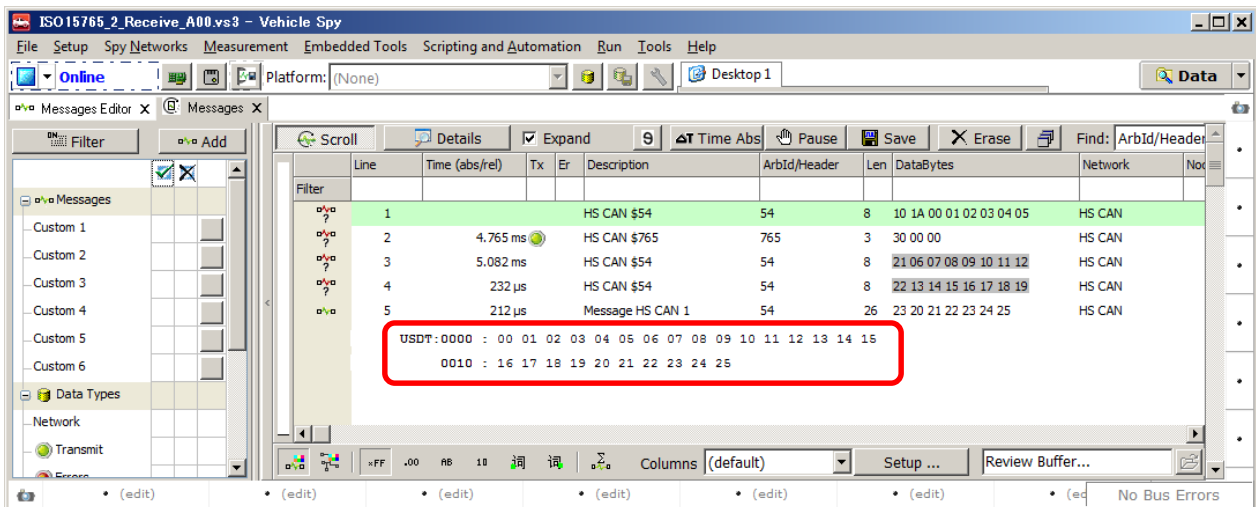 ISO15765_2_Receive_A00.vs3 - Vehicle Spy
File Setup Spy Networks Measurement Embedded Tools Scripting and Automation Run Tools Help
Online Platform: (None) Desktop 1 Data
Messages Editor X Messages X
Filter Add Scroll Details Expand Time Abs Pause Save Erase Find: ArbId/Header
Line Time (abs/rel) Tx Er Description ArbId/Header Len DataBytes Network Nod
Filter
Messages
1 HS CAN $54 54 8 10 1A 00 01 02 03 04 05 HS CAN
Custom 1
2 4.765 ms HS CAN $765 765 3 30 00 00 HS CAN
Custom 2
3 5.082 ms HS CAN $54 54 8 21 06 07 08 09 10 11 12 HS CAN
Custom 3
4 232 µs HS CAN $54 54 8 22 13 14 15 16 17 18 19 HS CAN
Custom 4
5 212 µs Message HS CAN 1 54 26 23 20 21 22 23 24 25 HS CAN
Custom 5
USDT:0000 : 00 01 02 03 04 05 06 07 08 09 10 11 12 13 14 15
Custom 6
0010 : 16 17 18 19 20 21 22 23 24 25
Data Types
Network
Transmit
Errors
×FF .00 AB 10 词 词 Σ Columns (default) Setup ... Review Buffer...
(edit) (edit) (edit) (edit) (edit) (edit) (ed No Bus Errors